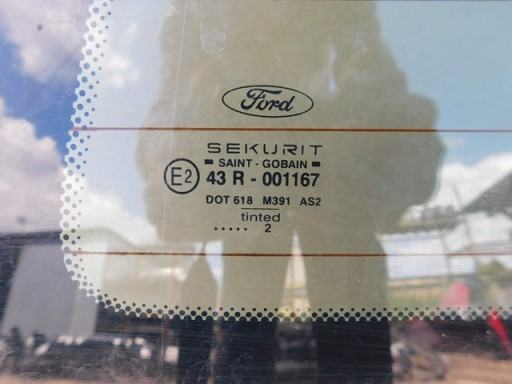 Ford
SEKURIT
SAINT - GOBAIN
E2 43 R - 001167
DOT 618 M391 AS2
tinted
..... 2